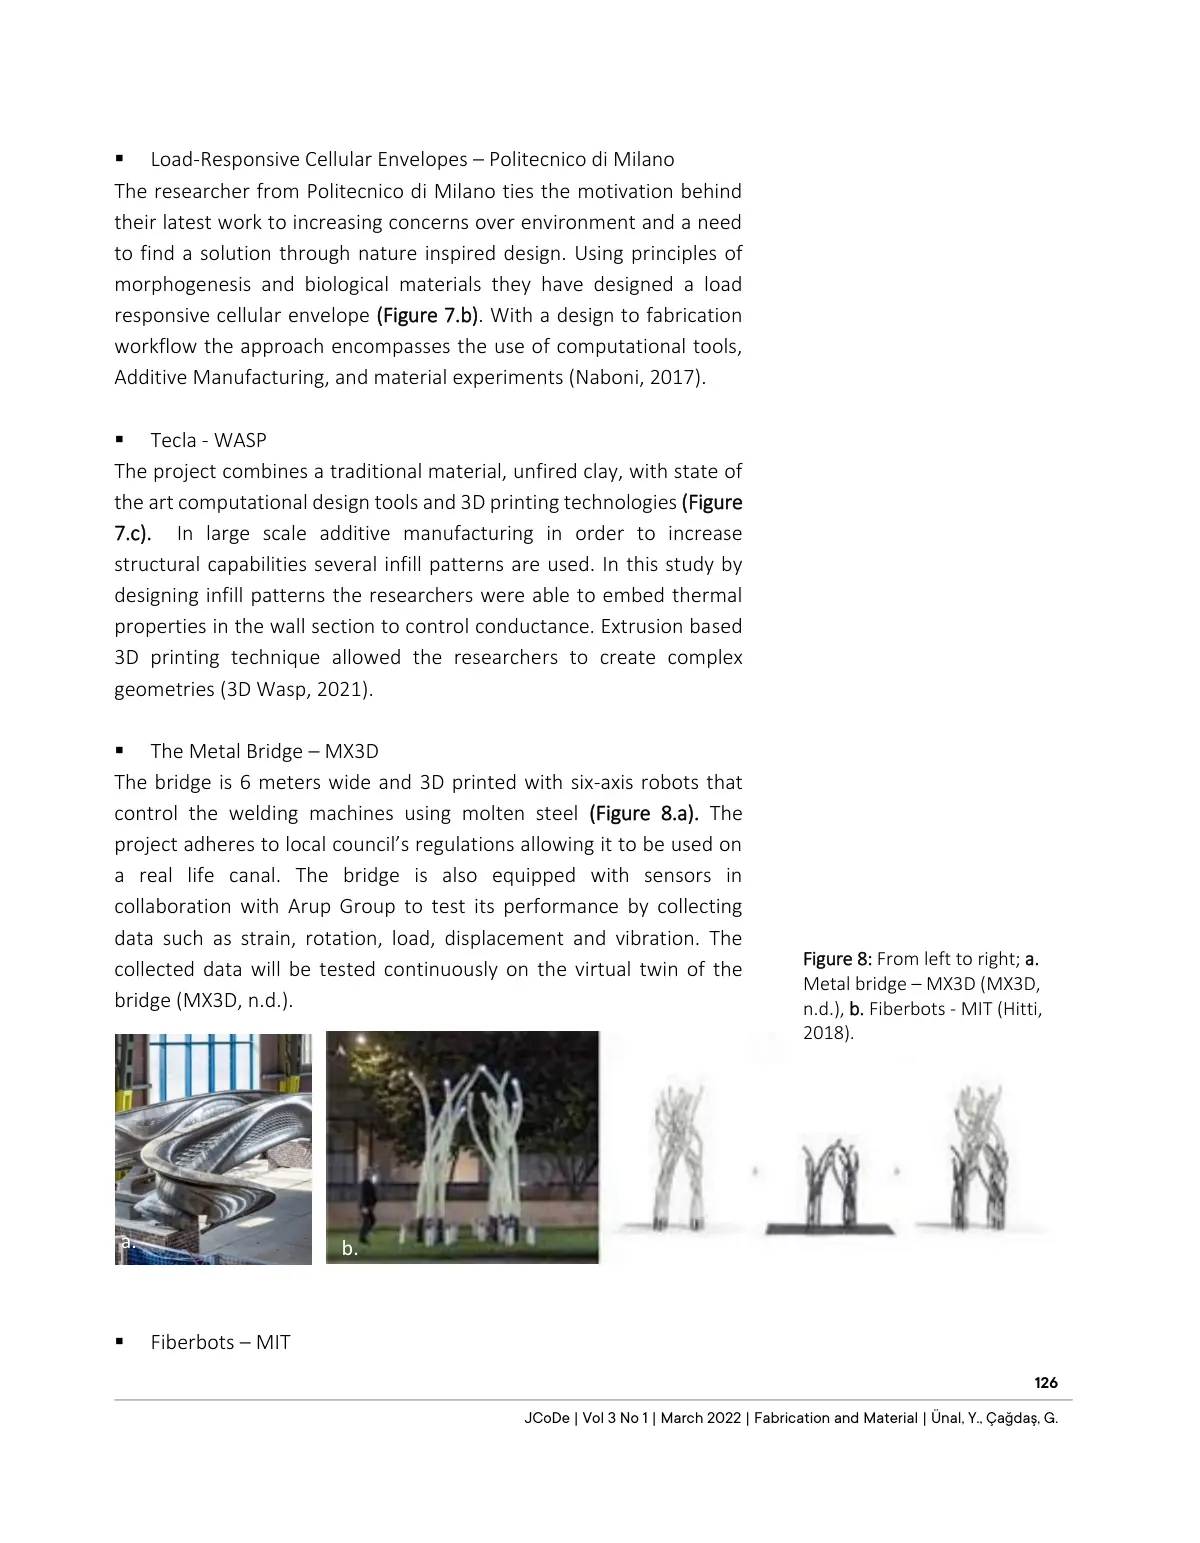 ▪ Load-Responsive Cellular Envelopes – Politecnico di Milano
The researcher from Politecnico di Milano ties the motivation behind
their latest work to increasing concerns over environment and a need
to find a solution through nature inspired design. Using principles of
morphogenesis and biological materials they have designed a load
responsive cellular envelope (Figure 7.b). With a design to fabrication
workflow the approach encompasses the use of computational tools,
Additive Manufacturing, and material experiments (Naboni, 2017).
▪ Tecla - WASP
The project combines a traditional material, unfired clay, with state of
the art computational design tools and 3D printing technologies (Figure
7.c). In large scale additive manufacturing in order to increase
structural capabilities several infill patterns are used. In this study by
designing infill patterns the researchers were able to embed thermal
properties in the wall section to control conductance. Extrusion based
3D printing technique allowed the researchers to create complex
geometries (3D Wasp, 2021).
▪ The Metal Bridge – MX3D
The bridge is 6 meters wide and 3D printed with six-axis robots that
control the welding machines using molten steel (Figure 8.a). The
project adheres to local council’s regulations allowing it to be used on
a real life canal. The bridge is also equipped with sensors in
collaboration with Arup Group to test its performance by collecting
data such as strain, rotation, load, displacement and vibration. The
collected data will be tested continuously on the virtual twin of the
bridge (MX3D, n.d.).
Figure 8: From left to right; a.
Metal bridge – MX3D (MX3D,
n.d.), b. Fiberbots - MIT (Hitti,
2018).
a.
b.
▪ Fiberbots – MIT
126
JCoDe | Vol 3 No 1 | March 2022 | Fabrication and Material | Ünal, Y., Çağdaş, G.